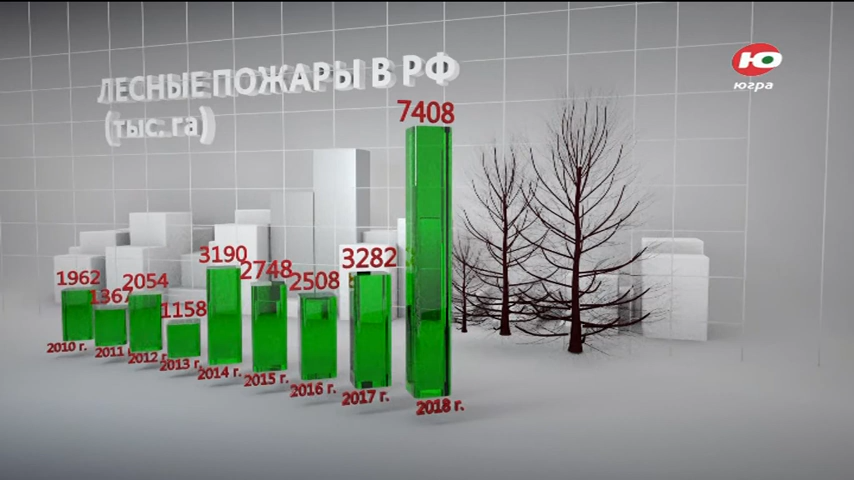 ЛЕСНЫЕ ПОЖАРЫ В РФ
(тыс. га)
Ю
югра
7408
3190
2748
3282
1962
1367
2054
2508
1158
2010 г.
2011
2012 г.
2013 г.
2014 г.
2015 г.
2016 г.
2017 г.
2018 г.